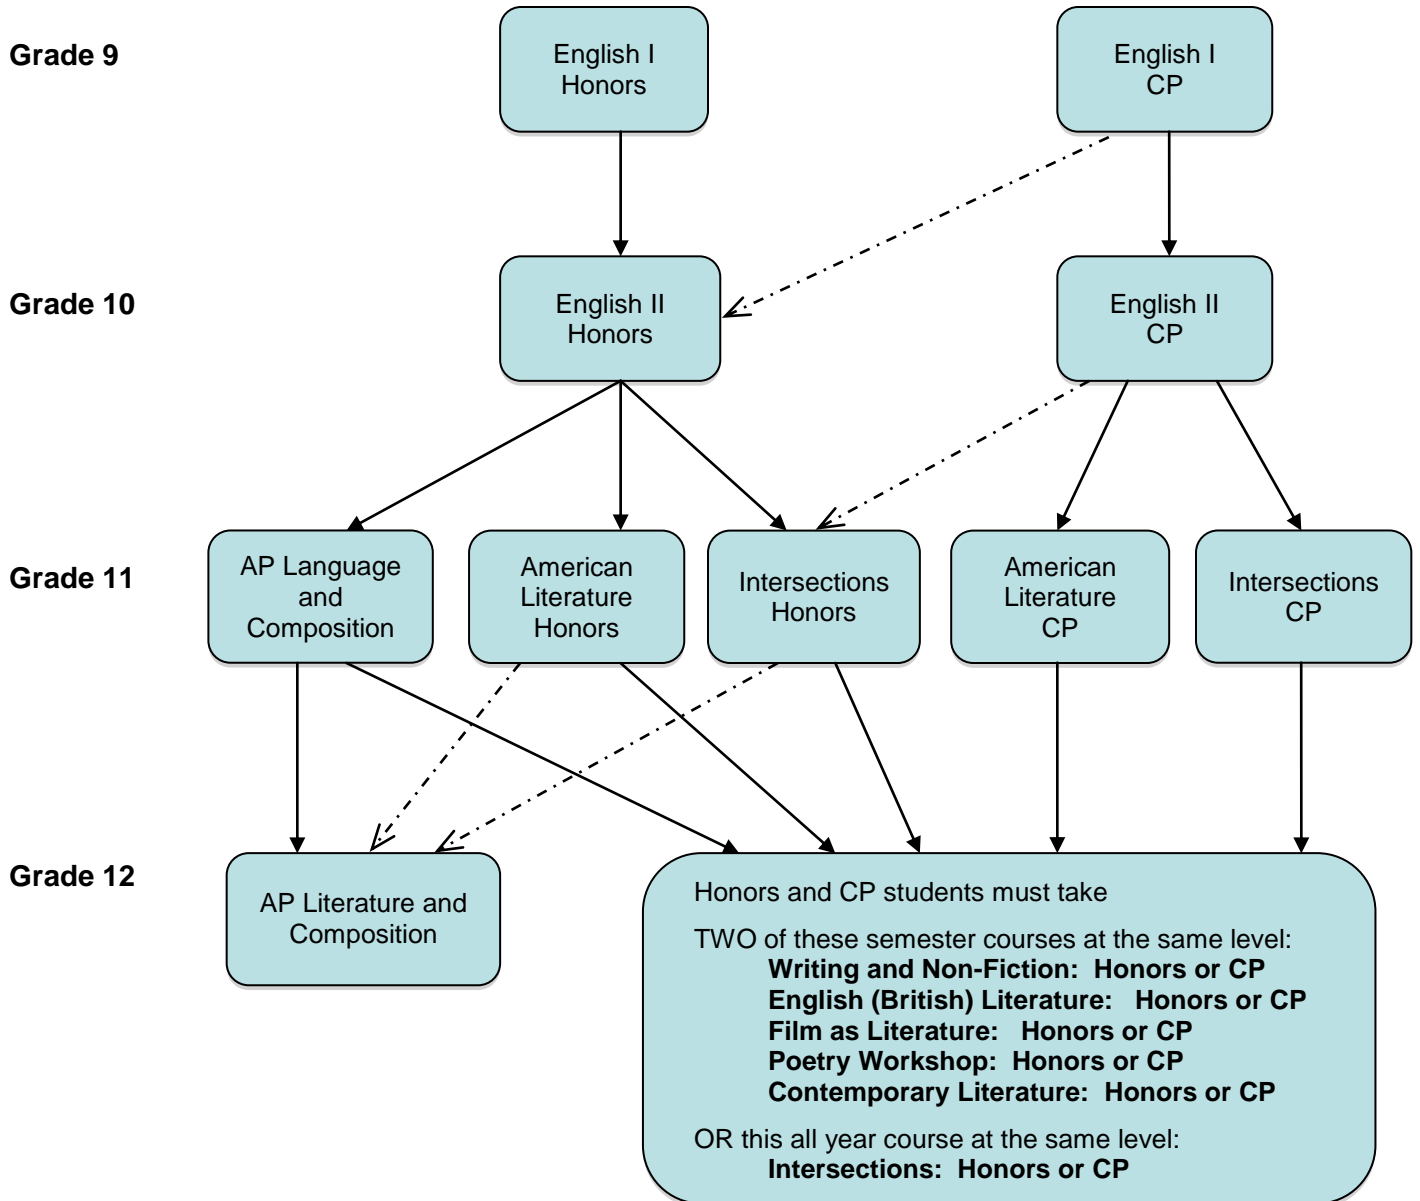 Grade 9
English I
Honors
English I
CP
Grade 10
English II
Honors
English II
CP
Grade 11
AP Language
and
Composition
American
Literature
Honors
Intersections
Honors
American
Literature
CP
Intersections
CP
Grade 12
AP Literature and
Composition
Honors and CP students must take
TWO of these semester courses at the same level:
Writing and Non-Fiction:  Honors or CP
English (British) Literature:   Honors or CP
Film as Literature:   Honors or CP
Poetry Workshop:  Honors or CP
Contemporary Literature:  Honors or CP
OR this all year course at the same level:
Intersections:  Honors or CP